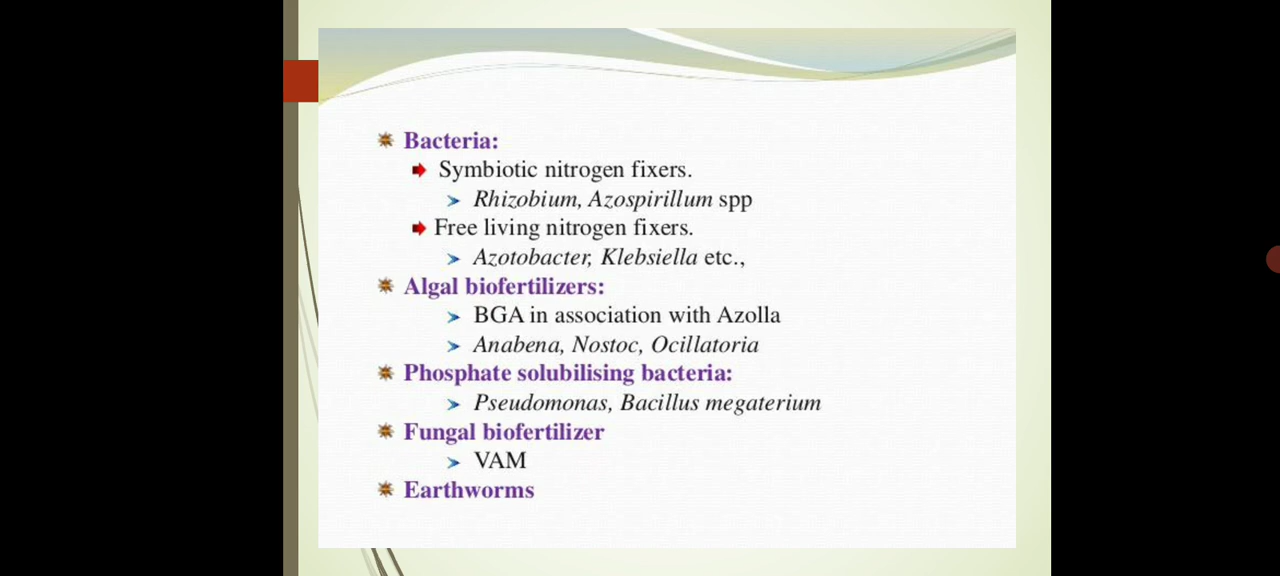 Bacteria:
Symbiotic nitrogen fixers.
Rhizobium, Azospirillum spp
Free living nitrogen fixers.
Azotobacter, Klebsiella etc.,
Algal biofertilizers:
BGA in association with Azolla
Anabena, Nostoc, Ocillatoria
Phosphate solubilising bacteria:
Pseudomonas, Bacillus megaterium
Fungal biofertilizer
VAM
Earthworms